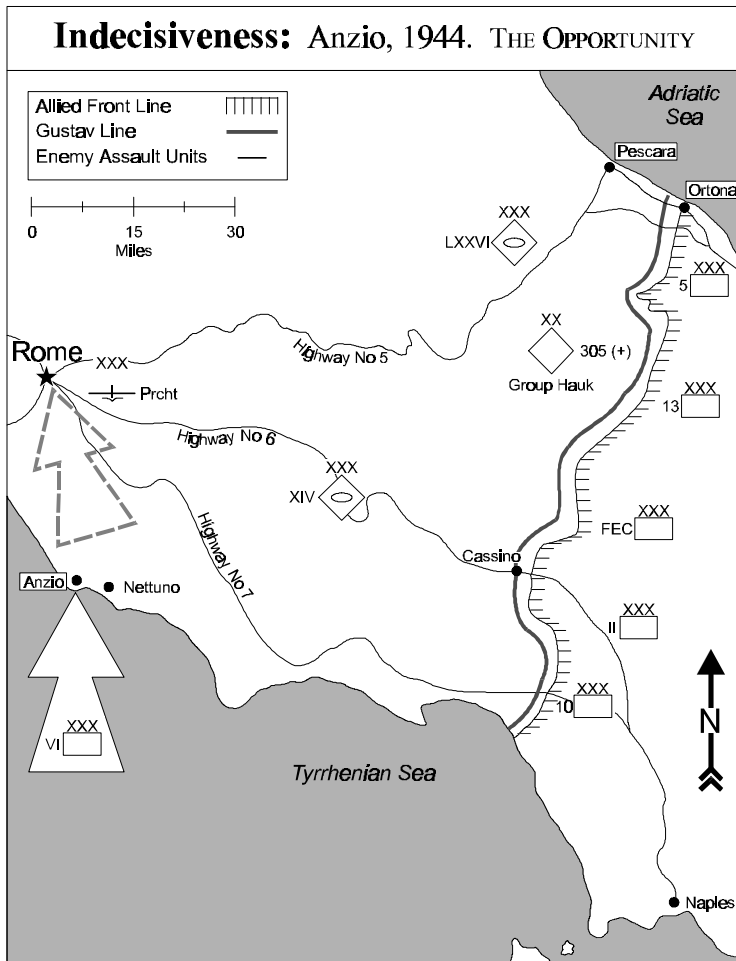 Indecisiveness: Anzio, 1944. THE OPPORTUNITY
Allied Front Line
Gustav Line
Enemy Assault Units
0 15 30
Miles
Adriatic
Sea
Pescara
Ortona
XXX
LXXVI
XXX
5
XX
305 (+)
Group Hauk
Highway No 5
Rome
XXX
Prcht
XXX
13
Highway No 6
XXX
XIV
Highway No 7
XXX
FEC
Cassino
Anzio
Nettuno
XXX
II
XXX
10
XXX
VI
N
Tyrrhenian Sea
Naples